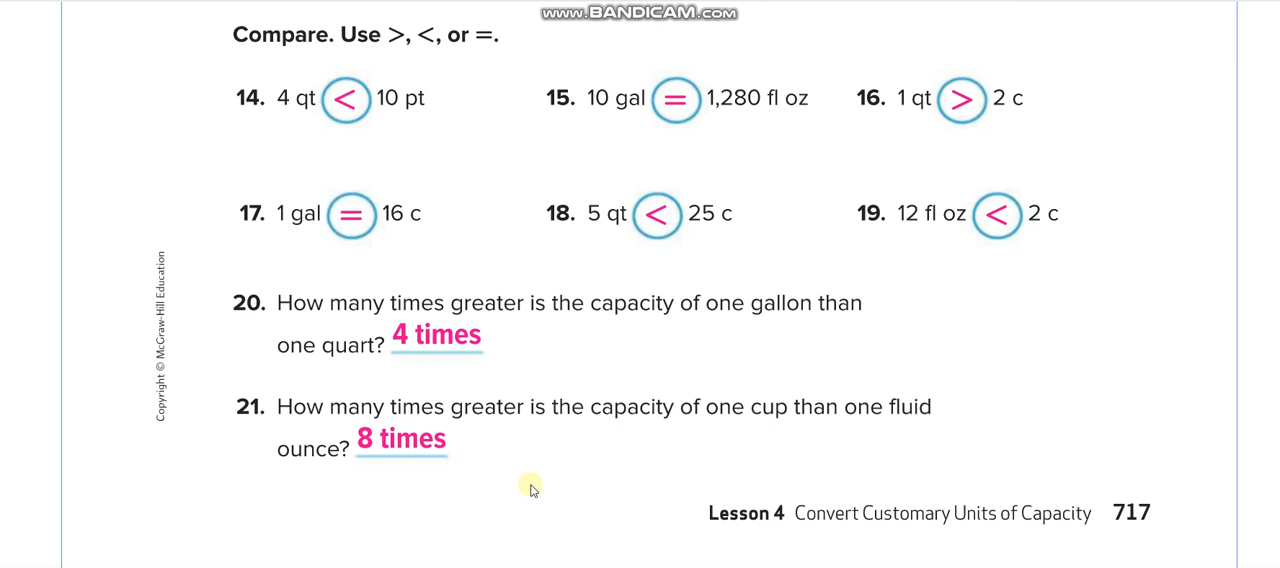 www.BANDICAM.com
Compare. Use >, <, or =.
14. 4 qt < 10 pt 15. 10 gal = 1,280 fl oz 16. 1 qt > 2 c
17. 1 gal = 16 c 18. 5 qt < 25 c 19. 12 fl oz < 2 c
Copyright © McGraw-Hill Education
20. How many times greater is the capacity of one gallon than
one quart? 4 times
21. How many times greater is the capacity of one cup than one fluid
ounce? 8 times
Lesson 4 Convert Customary Units of Capacity 717